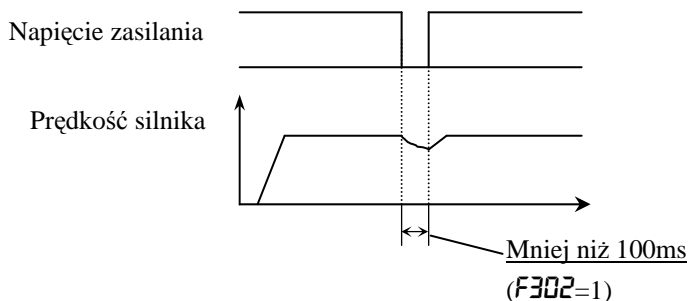 Napięcie zasilania
Prędkość silnika
Mniej niż 100ms
(F302=1)